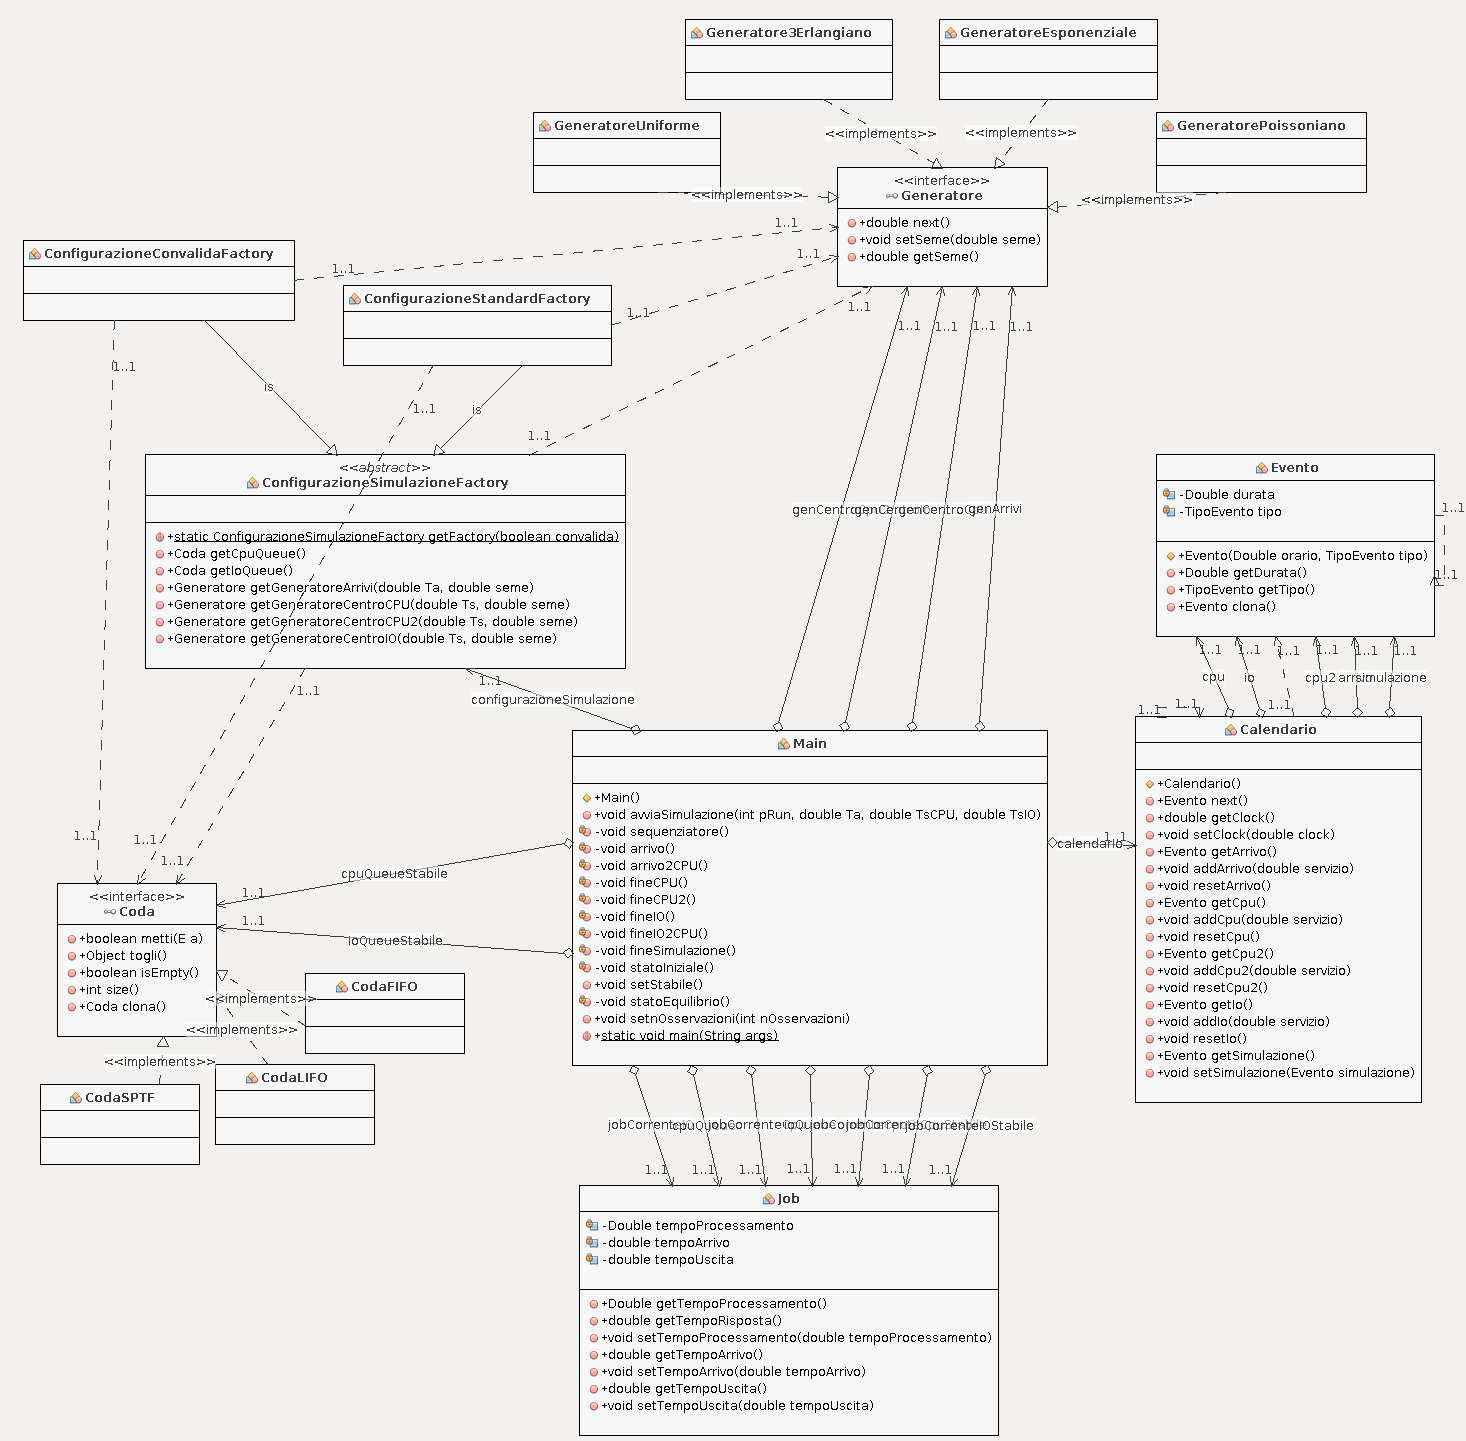 Generatore3Erlangiano
GeneratoreEsponenziale
GeneratoreUniforme
GeneratorePoissoniano
<<implements>>
<<implements>>
<<implements>>
<<implements>>
<<interface>>
Generatore
+double next()
+void setSeme(double seme)
+double getSeme()
ConfigurazioneConvalidaFactory
1..1
1..1
ConfigurazioneStandardFactory
1..1
1..1
1..1
1..1
1..1
1..1
1..1
1..1
is
1..1
is
1..1
<<abstract>>
ConfigurazioneSimulazioneFactory
+static ConfigurazioneSimulazioneFactory getFactory(boolean convalida)
+Coda getCpuQueue()
+Coda getIoQueue()
+Generatore getGeneratoreArrivi(double Ta, double seme)
+Generatore getGeneratoreCentroCPU(double Ts, double seme)
+Generatore getGeneratoreCentroCPU2(double Ts, double seme)
+Generatore getGeneratoreCentroIO(double Ts, double seme)
genArrivi
Evento
-Double durata
-TipoEvento tipo
+Evento(Double orario, TipoEvento tipo)
+Double getDurata()
+TipoEvento getTipo()
+Evento clona()
1..1
1..1
1..1
1..1
1..1
1..1
1..1
1..1
cpu
io
cpu2
simulazione
1..1
1..1
1..1
1..1
1..1
configurazioneSimulazione
Main
+Main()
+void avviaSimulazione(int pRun, double Ta, double TsCPU, double TsIO)
-void sequenziatore()
-void arrivo()
-void arrivo2CPU()
-void fineCPU()
-void fineCPU2()
-void fineIO()
-void fineIO2CPU()
-void fineSimulazione()
-void statoIniziale()
+void setStabile()
-void statoEquilibrio()
+void setnOsservazioni(int nOsservazioni)
+static void main(String args)
calendario
1..1
Calendario
+Calendario()
+Evento next()
+double getClock()
+void setClock(double clock)
+Evento getArrivo()
+void addArrivo(double servizio)
+void resetArrivo()
+Evento getCpu()
+void addCpu(double servizio)
+void resetCpu()
+Evento getCpu2()
+void addCpu2(double servizio)
+void resetCpu2()
+Evento getIo()
+void addIo(double servizio)
+void resetIo()
+Evento getSimulazione()
+void setSimulazione(Evento simulazione)
1..1
1..1
1..1
cpuQueueStabile
1..1
ioQueueStabile
1..1
<<interface>>
Coda
+boolean metti(E a)
+Object togli()
+boolean isEmpty()
+int size()
+Coda clona()
<<implements>>
<<implements>>
<<implements>>
CodaFIFO
CodaLIFO
CodaSPTF
jobCorrenteIOStabile
1..1
1..1
1..1
1..1
1..1
1..1
1..1
Job
-Double tempoProcessamento
-double tempoArrivo
-double tempoUscita
+Double getTempoProcessamento()
+double getTempoRisposta()
+void setTempoProcessamento(double tempoProcessamento)
+double getTempoArrivo()
+void setTempoArrivo(double tempoArrivo)
+double getTempoUscita()
+void setTempoUscita(double tempoUscita)